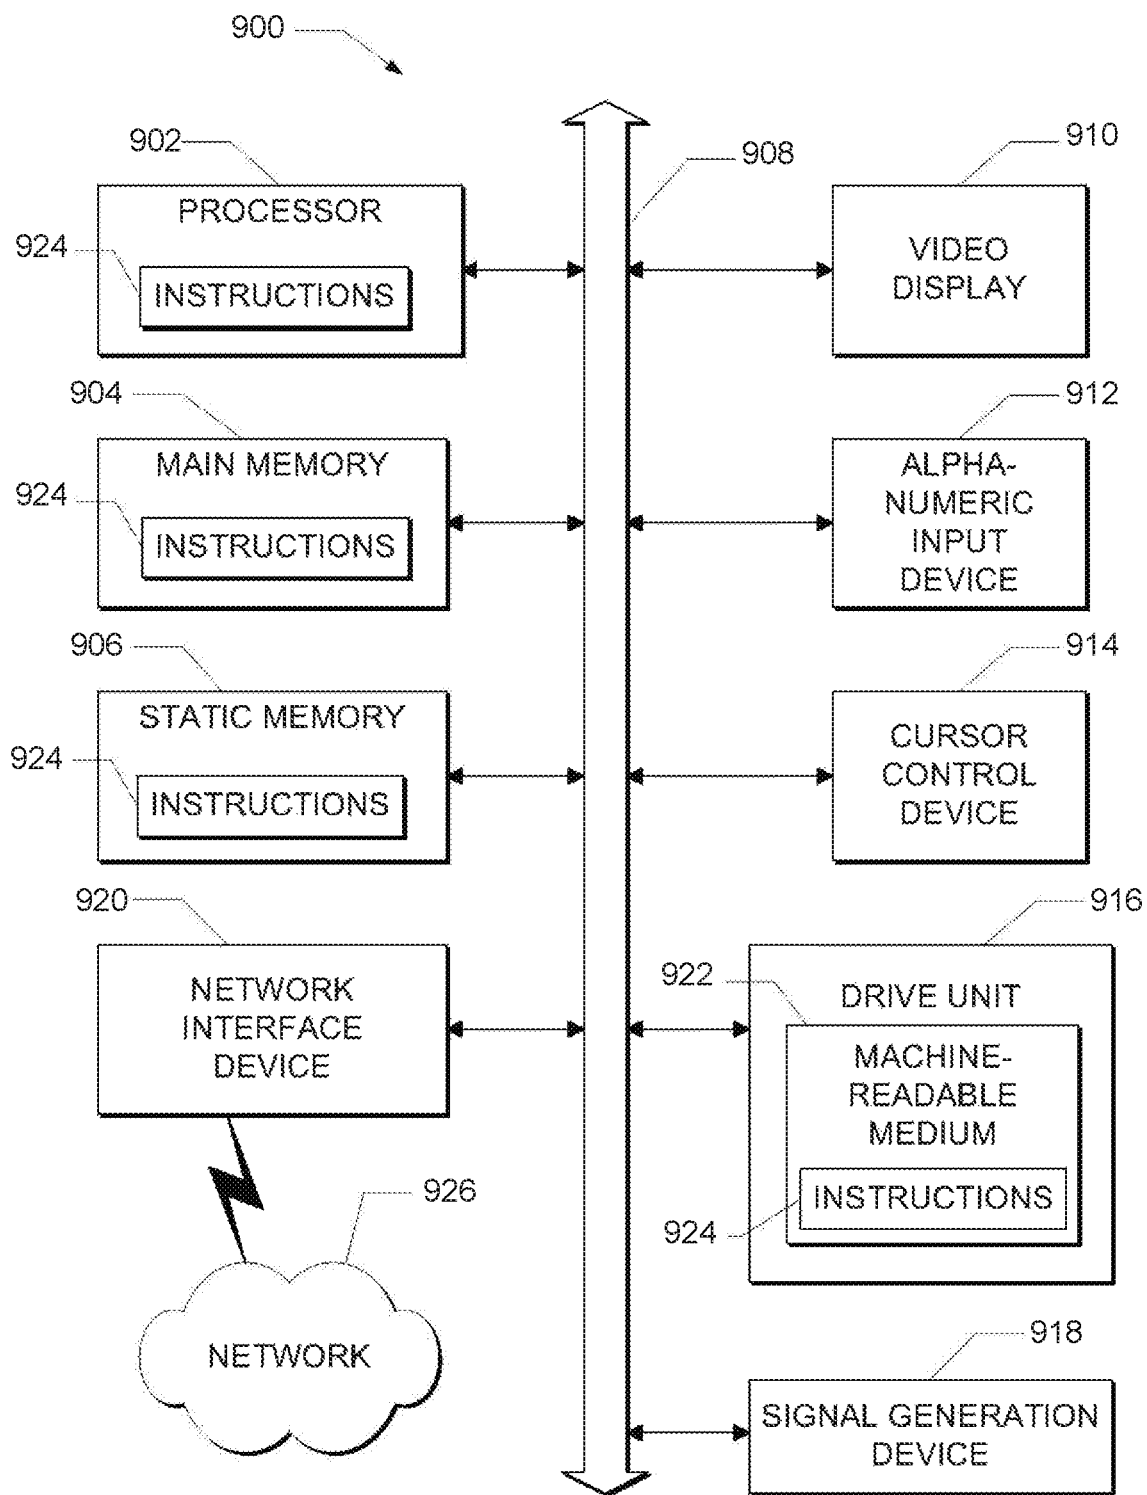 900
902
PROCESSOR
924
INSTRUCTIONS
904
MAIN MEMORY
924
INSTRUCTIONS
906
STATIC MEMORY
924
INSTRUCTIONS
920
NETWORK
INTERFACE
DEVICE
926
NETWORK
908
910
VIDEO
DISPLAY
912
ALPHA-
NUMERIC
INPUT
DEVICE
914
CURSOR
CONTROL
DEVICE
916
922
DRIVE UNIT
MACHINE-
READABLE
MEDIUM
924
INSTRUCTIONS
918
SIGNAL GENERATION
DEVICE